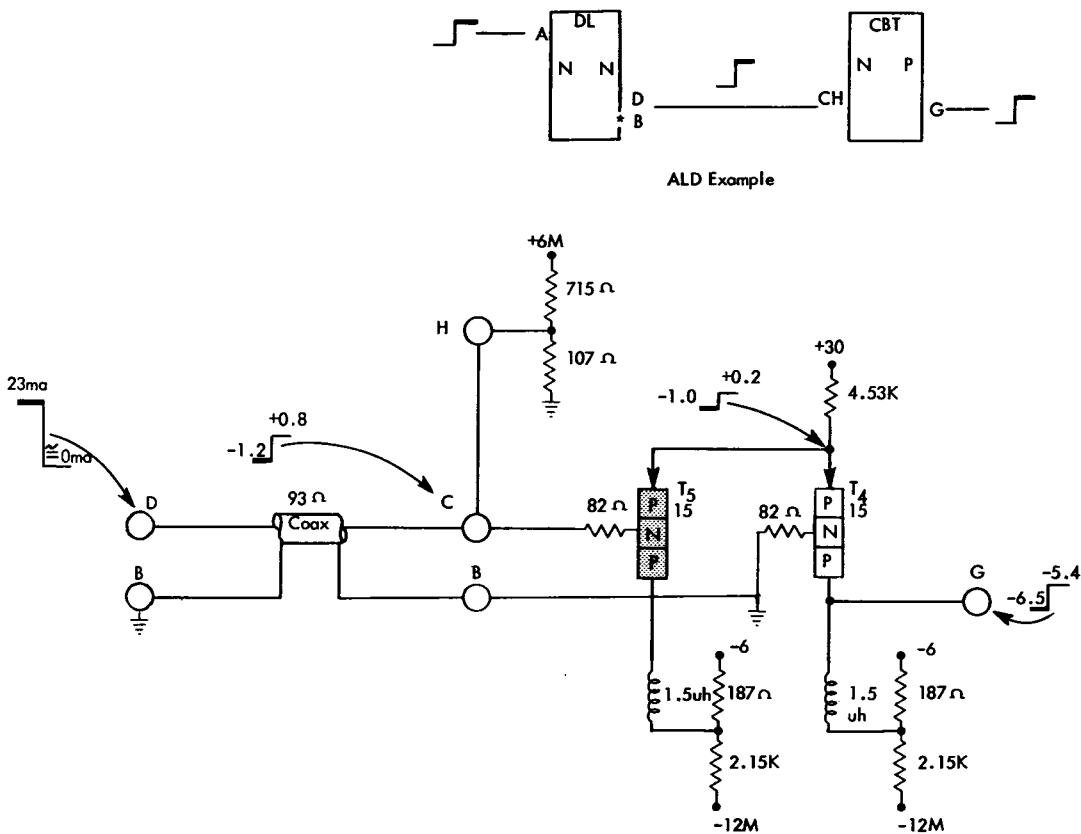 DL
CBT
A
N N
N P
D
CH
* B
G
ALD Example
+6M
715 Ω
H
107 Ω
+30
4.53K
23ma
≅0ma
+0.8
-1.2
+0.2
-1.0
D
93 Ω
Coax
C
82 Ω
P
N
P
T5
15
82 Ω
P
N
P
T4
15
B
B
G
-5.4
-6.5
-6
-6
1.5uh
187Ω
1.5
uh
187Ω
2.15K
2.15K
-12M
-12M